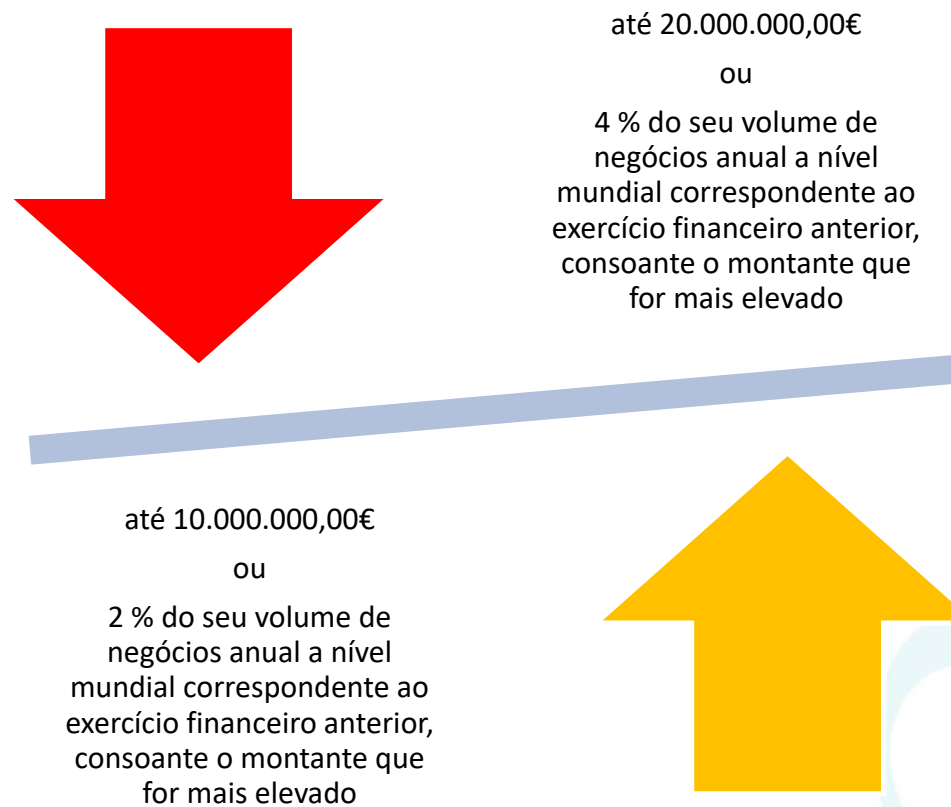 até 20.000.000,00€
ou
4 % do seu volume de
negócios anual a nível
mundial correspondente ao
exercício financeiro anterior,
consoante o montante que
for mais elevado
até 10.000.000,00€
ou
2 % do seu volume de
negócios anual a nível
mundial correspondente ao
exercício financeiro anterior,
consoante o montante que
for mais elevado